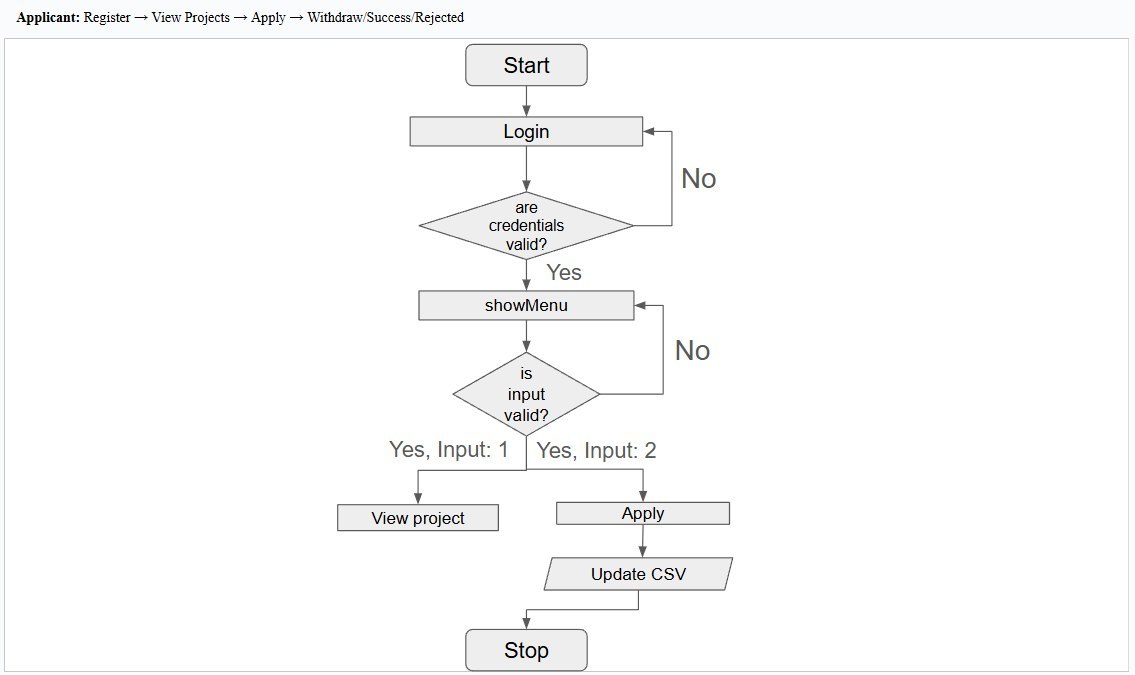 Applicant: Register → View Projects → Apply → Withdraw/Success/Rejected
Start
Login
No
are
credentials
valid?
Yes
showMenu
No
is
input
valid?
Yes, Input: 1
Yes, Input: 2
View project
Apply
Update CSV
Stop